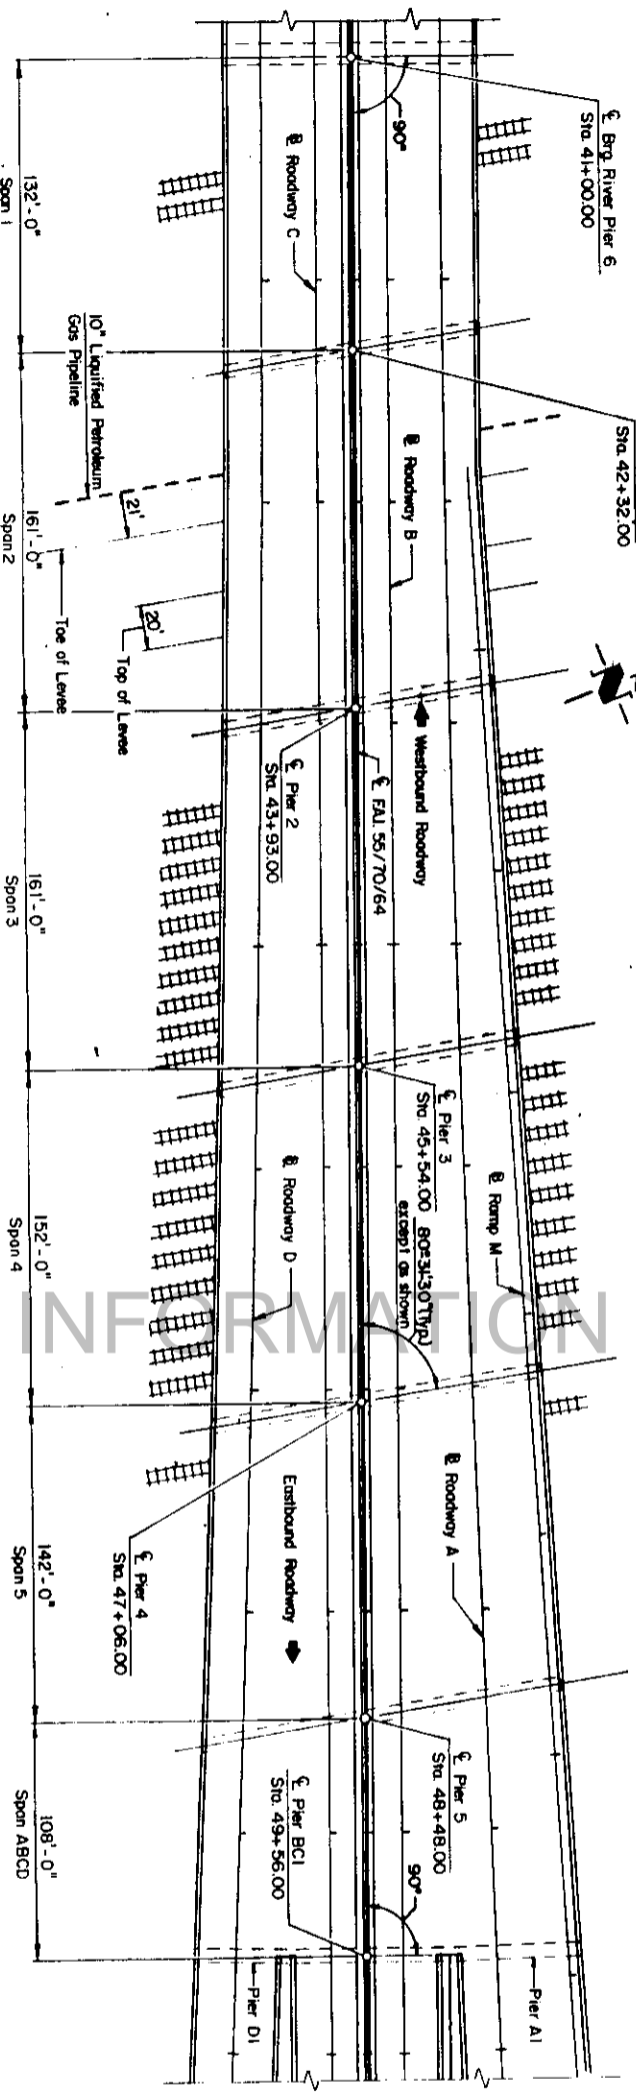 ℄ Brg River Pier 6
Sta. 41+00.00
90°
℄ Roadway C
132'-0"
Span 1
Sta. 42+32.00
10" Liquified Petroleum
Gas Pipeline
℄ Roadway B
21'
161'-0"
Span 2
Toe of Levee
20'
Top of Levee
Westbound Roadway
℄ Pier 2
Sta. 43+93.00
℄ F.A.I. 55/70/64
161'-0"
Span 3
℄ Pier 3
Sta. 45+54.00
80°31'30" (Typ.)
except as shown
℄ Ramp M
℄ Roadway D
152'-0"
Span 4
INFORMATION
℄ Roadway A
Eastbound Roadway
℄ Pier 4
Sta. 47+06.00
142'-0"
Span 5
℄ Pier 5
Sta. 48+48.00
℄ Pier BC1
Sta. 49+56.00
90°
108'-0"
Span ABCD
Pier A1
Pier D1